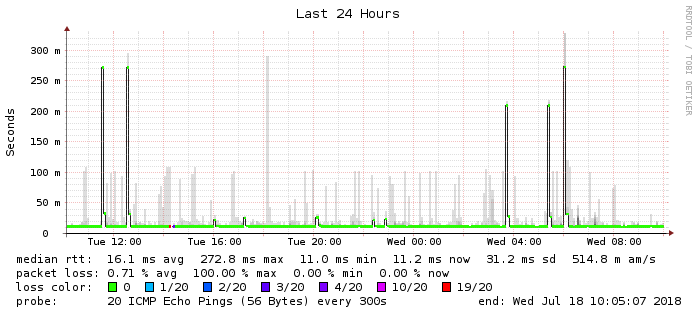 Last 24 Hours
RRDTOOL / TOBI OETIKER
Seconds
300 m
250 m
200 m
150 m
100 m
50 m
0
Tue 12:00 Tue 16:00 Tue 20:00 Wed 00:00 Wed 04:00 Wed 08:00
median rtt: 16.1 ms avg 272.8 ms max 11.0 ms min 11.2 ms now 31.2 ms sd 514.8 m am/s
packet loss: 0.71 % avg 100.00 % max 0.00 % min 0.00 % now
loss color: 0 1/20 2/20 3/20 4/20 10/20 19/20
probe: 20 ICMP Echo Pings (56 Bytes) every 300s end: Wed Jul 18 10:05:07 2018